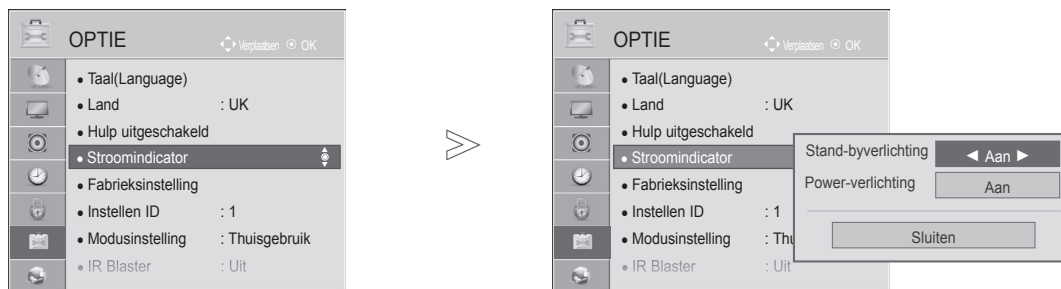 OPTIE
Verplaatsen OK
• Taal(Language)
• Land : UK
• Hulp uitgeschakeld
• Stroomindicator
• Fabrieksinstelling
• Instellen ID : 1
• Modusinstelling : Thuisgebruik
• IR Blaster : Uit
>
OPTIE
Verplaatsen OK
• Taal(Language)
• Land : UK
• Hulp uitgeschakeld
• Stroomindicator
• Fabrieksinstelling
• Instellen ID : 1
• Modusinstelling : Thu
• IR Blaster : Uit
Stand-byverlichting ◀ Aan ▶
Power-verlichting Aan
Sluiten